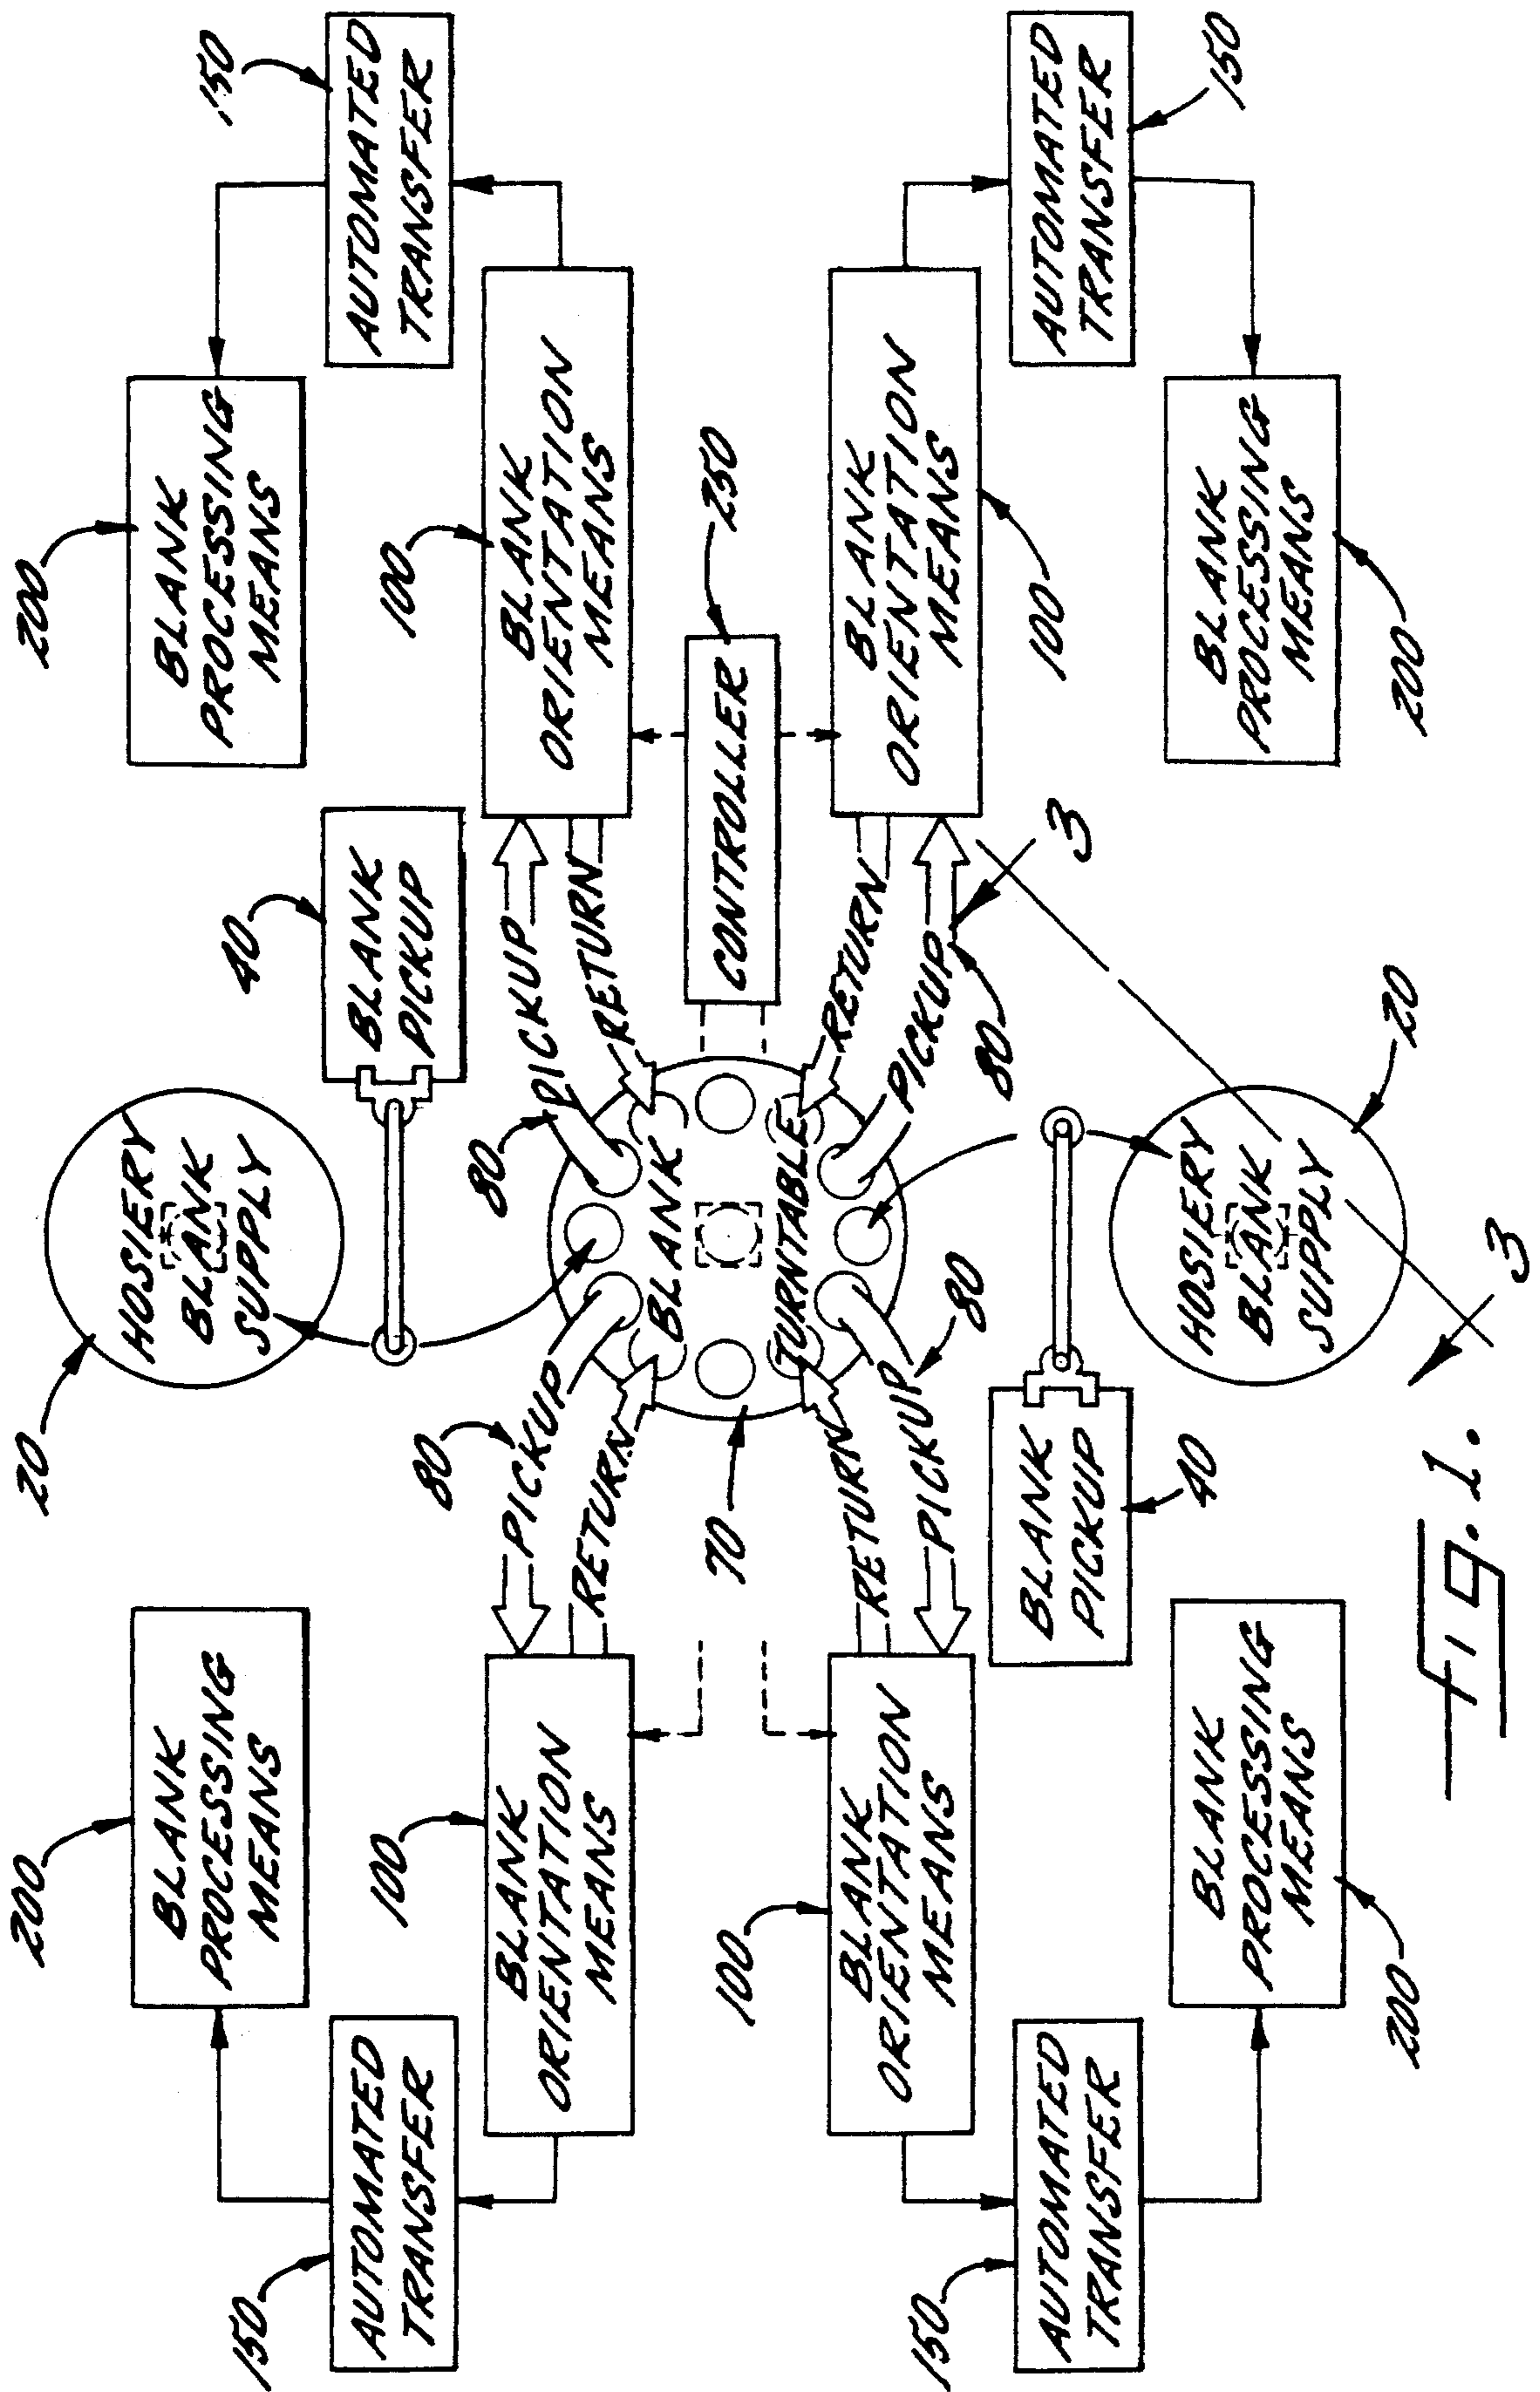 200
20
200
150
BLANK
PROCESSING
MEANS
HOSIERY
BLANK
SUPPLY
BLANK
PROCESSING
MEANS
150
40
AUTOMATED
TRANSFER
BLANK
PICKUP
AUTOMATED
TRANSFER
100
80
80
100
BLANK
ORIENTATION
MEANS
PICKUP
RETURN
PICKUP
RETURN
BLANK
ORIENTATION
MEANS
70
BLANK
TURNTABLE
CONTROLLER
250
100
BLANK
ORIENTATION
MEANS
RETURN
PICKUP
80
RETURN
PICKUP
80
BLANK
ORIENTATION
MEANS
100
150
AUTOMATED
TRANSFER
BLANK
PICKUP
40
3
AUTOMATED
TRANSFER
150
BLANK
PROCESSING
MEANS
200
HOSIERY
BLANK
SUPPLY
20
BLANK
PROCESSING
MEANS
200
3
Fig. 1.